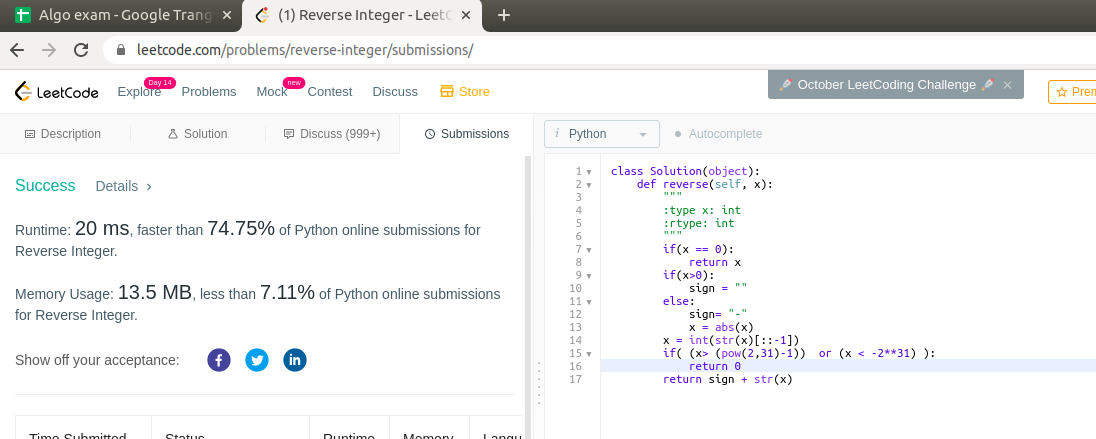 Algo exam - Google Trang
(1) Reverse Integer - LeetC
leetcode.com/problems/reverse-integer/submissions/
LeetCode Explore Day 14 Problems Mock new Contest Discuss Store
October LeetCoding Challenge
Prem
Description Solution Discuss (999+) Submissions
i Python Autocomplete
Success Details
Runtime: 20 ms, faster than 74.75% of Python online submissions for
Reverse Integer.
Memory Usage: 13.5 MB, less than 7.11% of Python online submissions
for Reverse Integer.
Show off your acceptance:
Time Submitted Status Runtime Memory Langu
1 class Solution(object):
2 def reverse(self, x):
3 """
4 :type x: int
5 :rtype: int
6 """
7 if(x == 0):
8 return x
9 if(x>0):
10 sign = ""
11 else:
12 sign= "-"
13 x = abs(x)
14 x = int(str(x)[::-1])
15 if( (x> (pow(2,31)-1)) or (x < -2**31) ):
16 return 0
17 return sign + str(x)